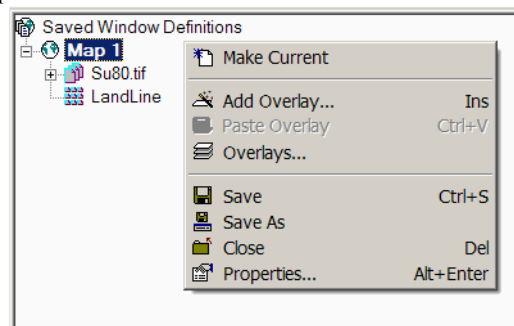 Saved Window Definitions
Map 1
Su80.tif
LandLine
Make Current
Add Overlay... Ins
Paste Overlay Ctrl+V
Overlays...
Save Ctrl+S
Save As
Close Del
Properties... Alt+Enter